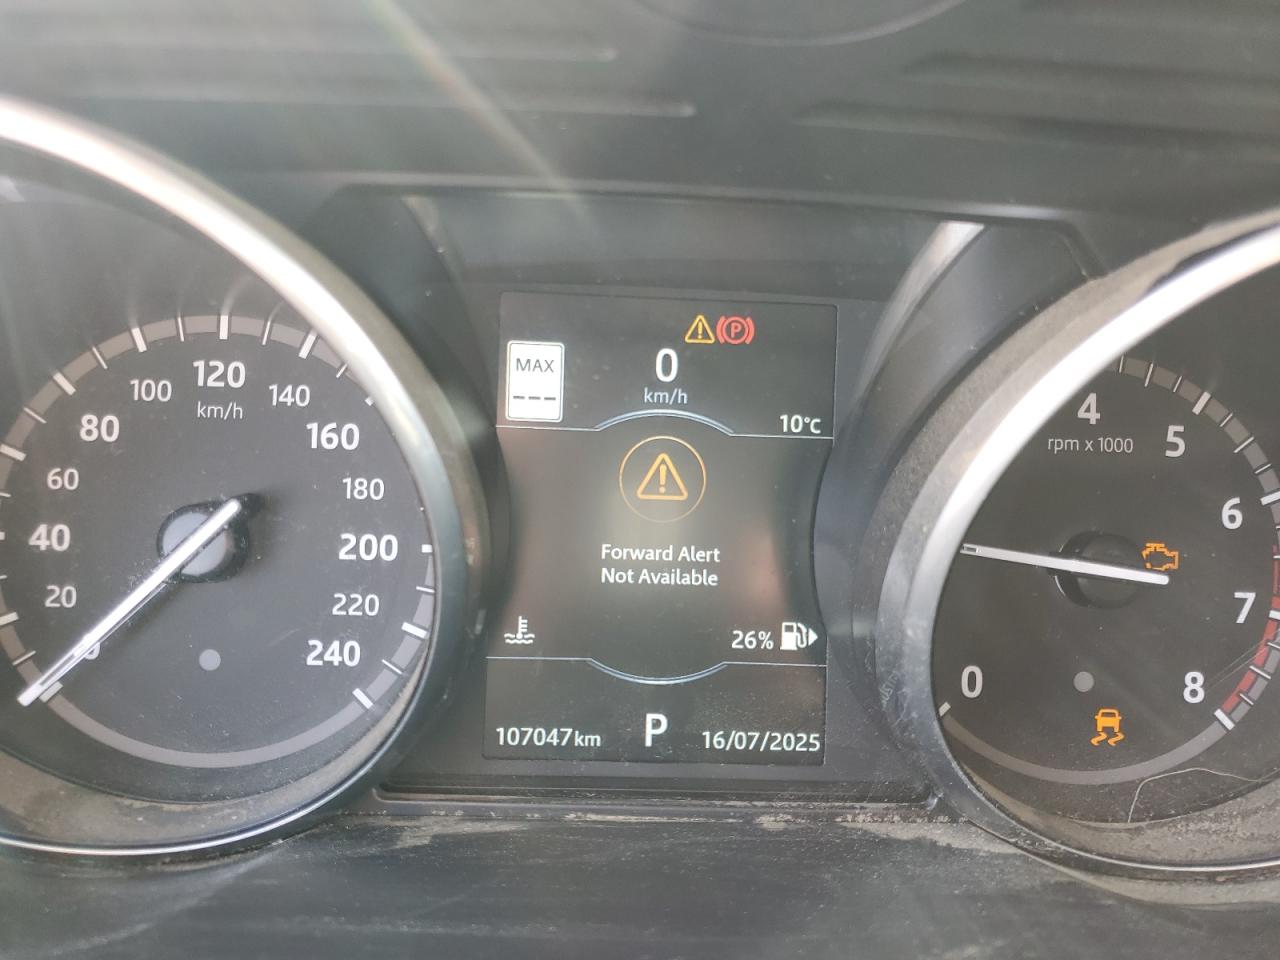 120
100
140
km/h
80
160
60
180
40
200
20
220
240
MAX
---
P
0
km/h
10°C
Forward Alert
Not Available
26%
107047km
P
16/07/2025
4
rpm x 1000
5
6
7
0
8